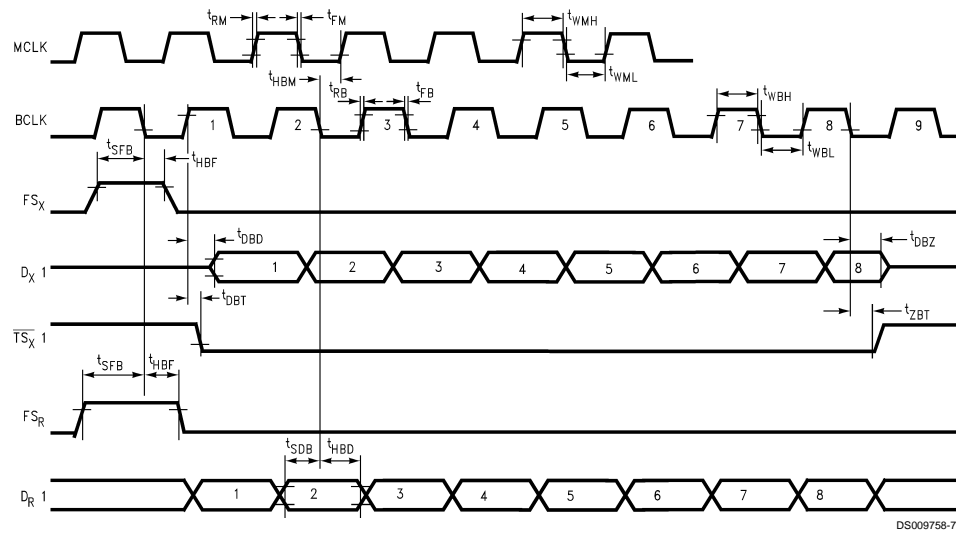 tRM tFM tWMH
MCLK
tHBM tWML
tRB tFB tWBH
BCLK 1 2 3 4 5 6 7 8 9
tSFB tHBF tWBL
FSX
tDBD tDBZ
DX 1 1 2 3 4 5 6 7 8
tDBT tZBT
TSX 1
tSFB tHBF
FSR
tSDB tHBD
DR 1 1 2 3 4 5 6 7 8
DS009758-7